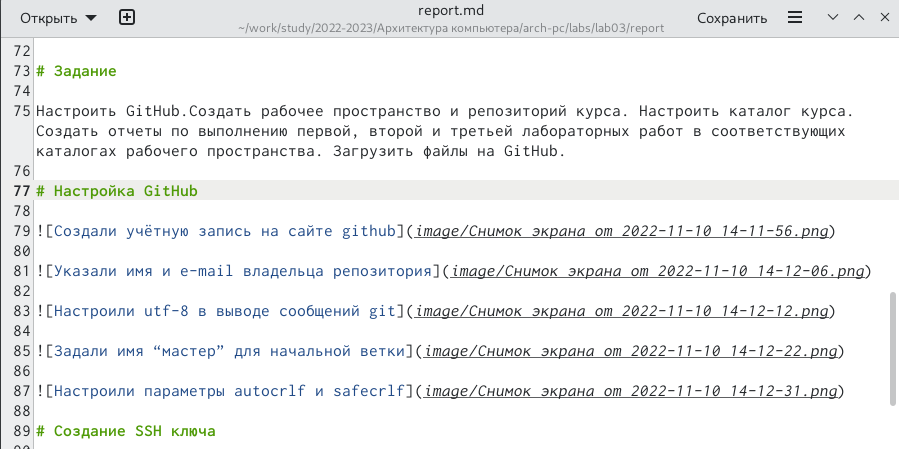 Открыть
report.md
~/work/study/2022-2023/Архитектура компьютера/arch-pc/labs/lab03/report
Сохранить
72
73 # Задание
74
75 Настроить GitHub.Создать рабочее пространство и репозиторий курса. Настроить каталог курса.
Создать отчеты по выполнению первой, второй и третьей лабораторных работ в соответствующих
каталогах рабочего пространства. Загрузить файлы на GitHub.
76
77 # Настройка GitHub
78
79 ![Создали учётную запись на сайте github](image/Снимок экрана от 2022-11-10 14-11-56.png)
80
81 ![Указали имя и e-mail владельца репозитория](image/Снимок экрана от 2022-11-10 14-12-06.png)
82
83 ![Настроили utf-8 в выводе сообщений git](image/Снимок экрана от 2022-11-10 14-12-12.png)
84
85 ![Задали имя “мастер” для начальной ветки](image/Снимок экрана от 2022-11-10 14-12-22.png)
86
87 ![Настроили параметры autocrlf и safecrlf](image/Снимок экрана от 2022-11-10 14-12-31.png)
88
89 # Создание SSH ключа